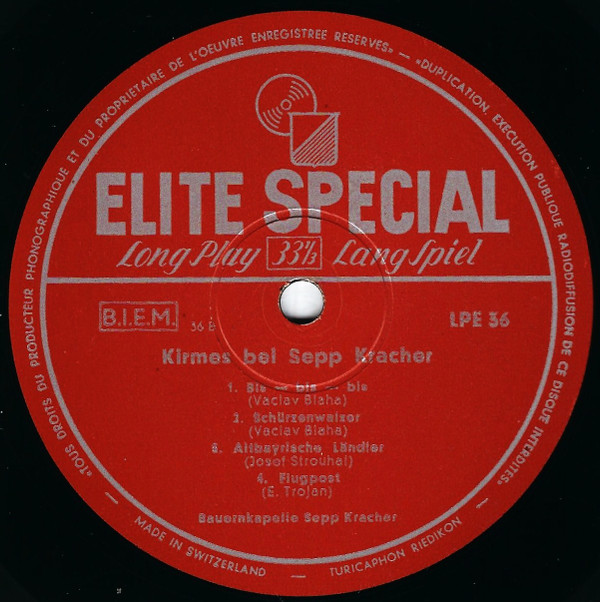 «TOUS DROITS DU PRODUCTEUR PHONOGRAPHIQUE ET DU PROPRIETAIRE DE L'OEUVRE ENREGISTREE RESERVES» — «DUPLICATION, EXECUTION PUBLIQUE RADIODIFFUSION DE CE DISQUE INTERDITES»
ELITE SPECIAL
Long Play 33⅓ Lang Spiel
B.I.E.M. 36 B LPE 36
Kirmes bei Sepp Kracher
1. Bis — bis — bis
(Vaclav Blaha)
2. Schürzenwalzer
(Vaclav Blaha)
3. Altbayrische Ländler
(Josef Strouhal)
4. Flugpost
(E. Trojan)
Bauernkapelle Sepp Kracher
— MADE IN SWITZERLAND — TURICAPHON RIEDIKON —